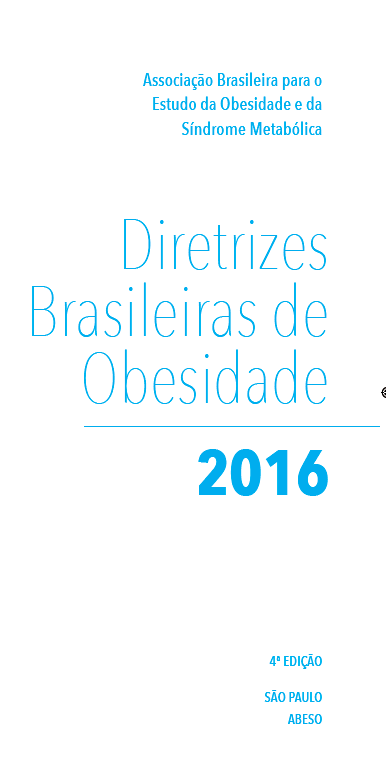 Associação Brasileira para o
Estudo da Obesidade e da
Síndrome Metabólica
Diretrizes
Brasileiras de
Obesidade
2016
4ª EDIÇÃO
SÃO PAULO
ABESO